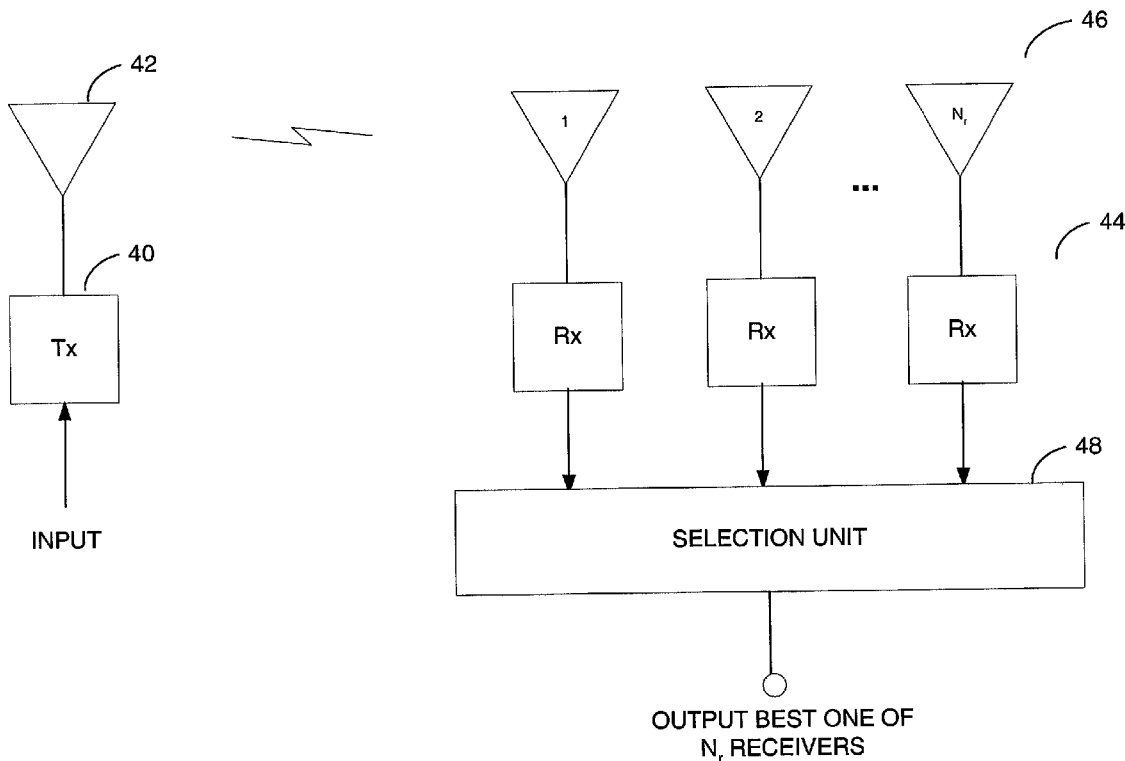 46
42
1
2
Nr
...
44
40
Tx
Rx
Rx
Rx
48
INPUT
SELECTION UNIT
OUTPUT BEST ONE OF
Nr RECEIVERS